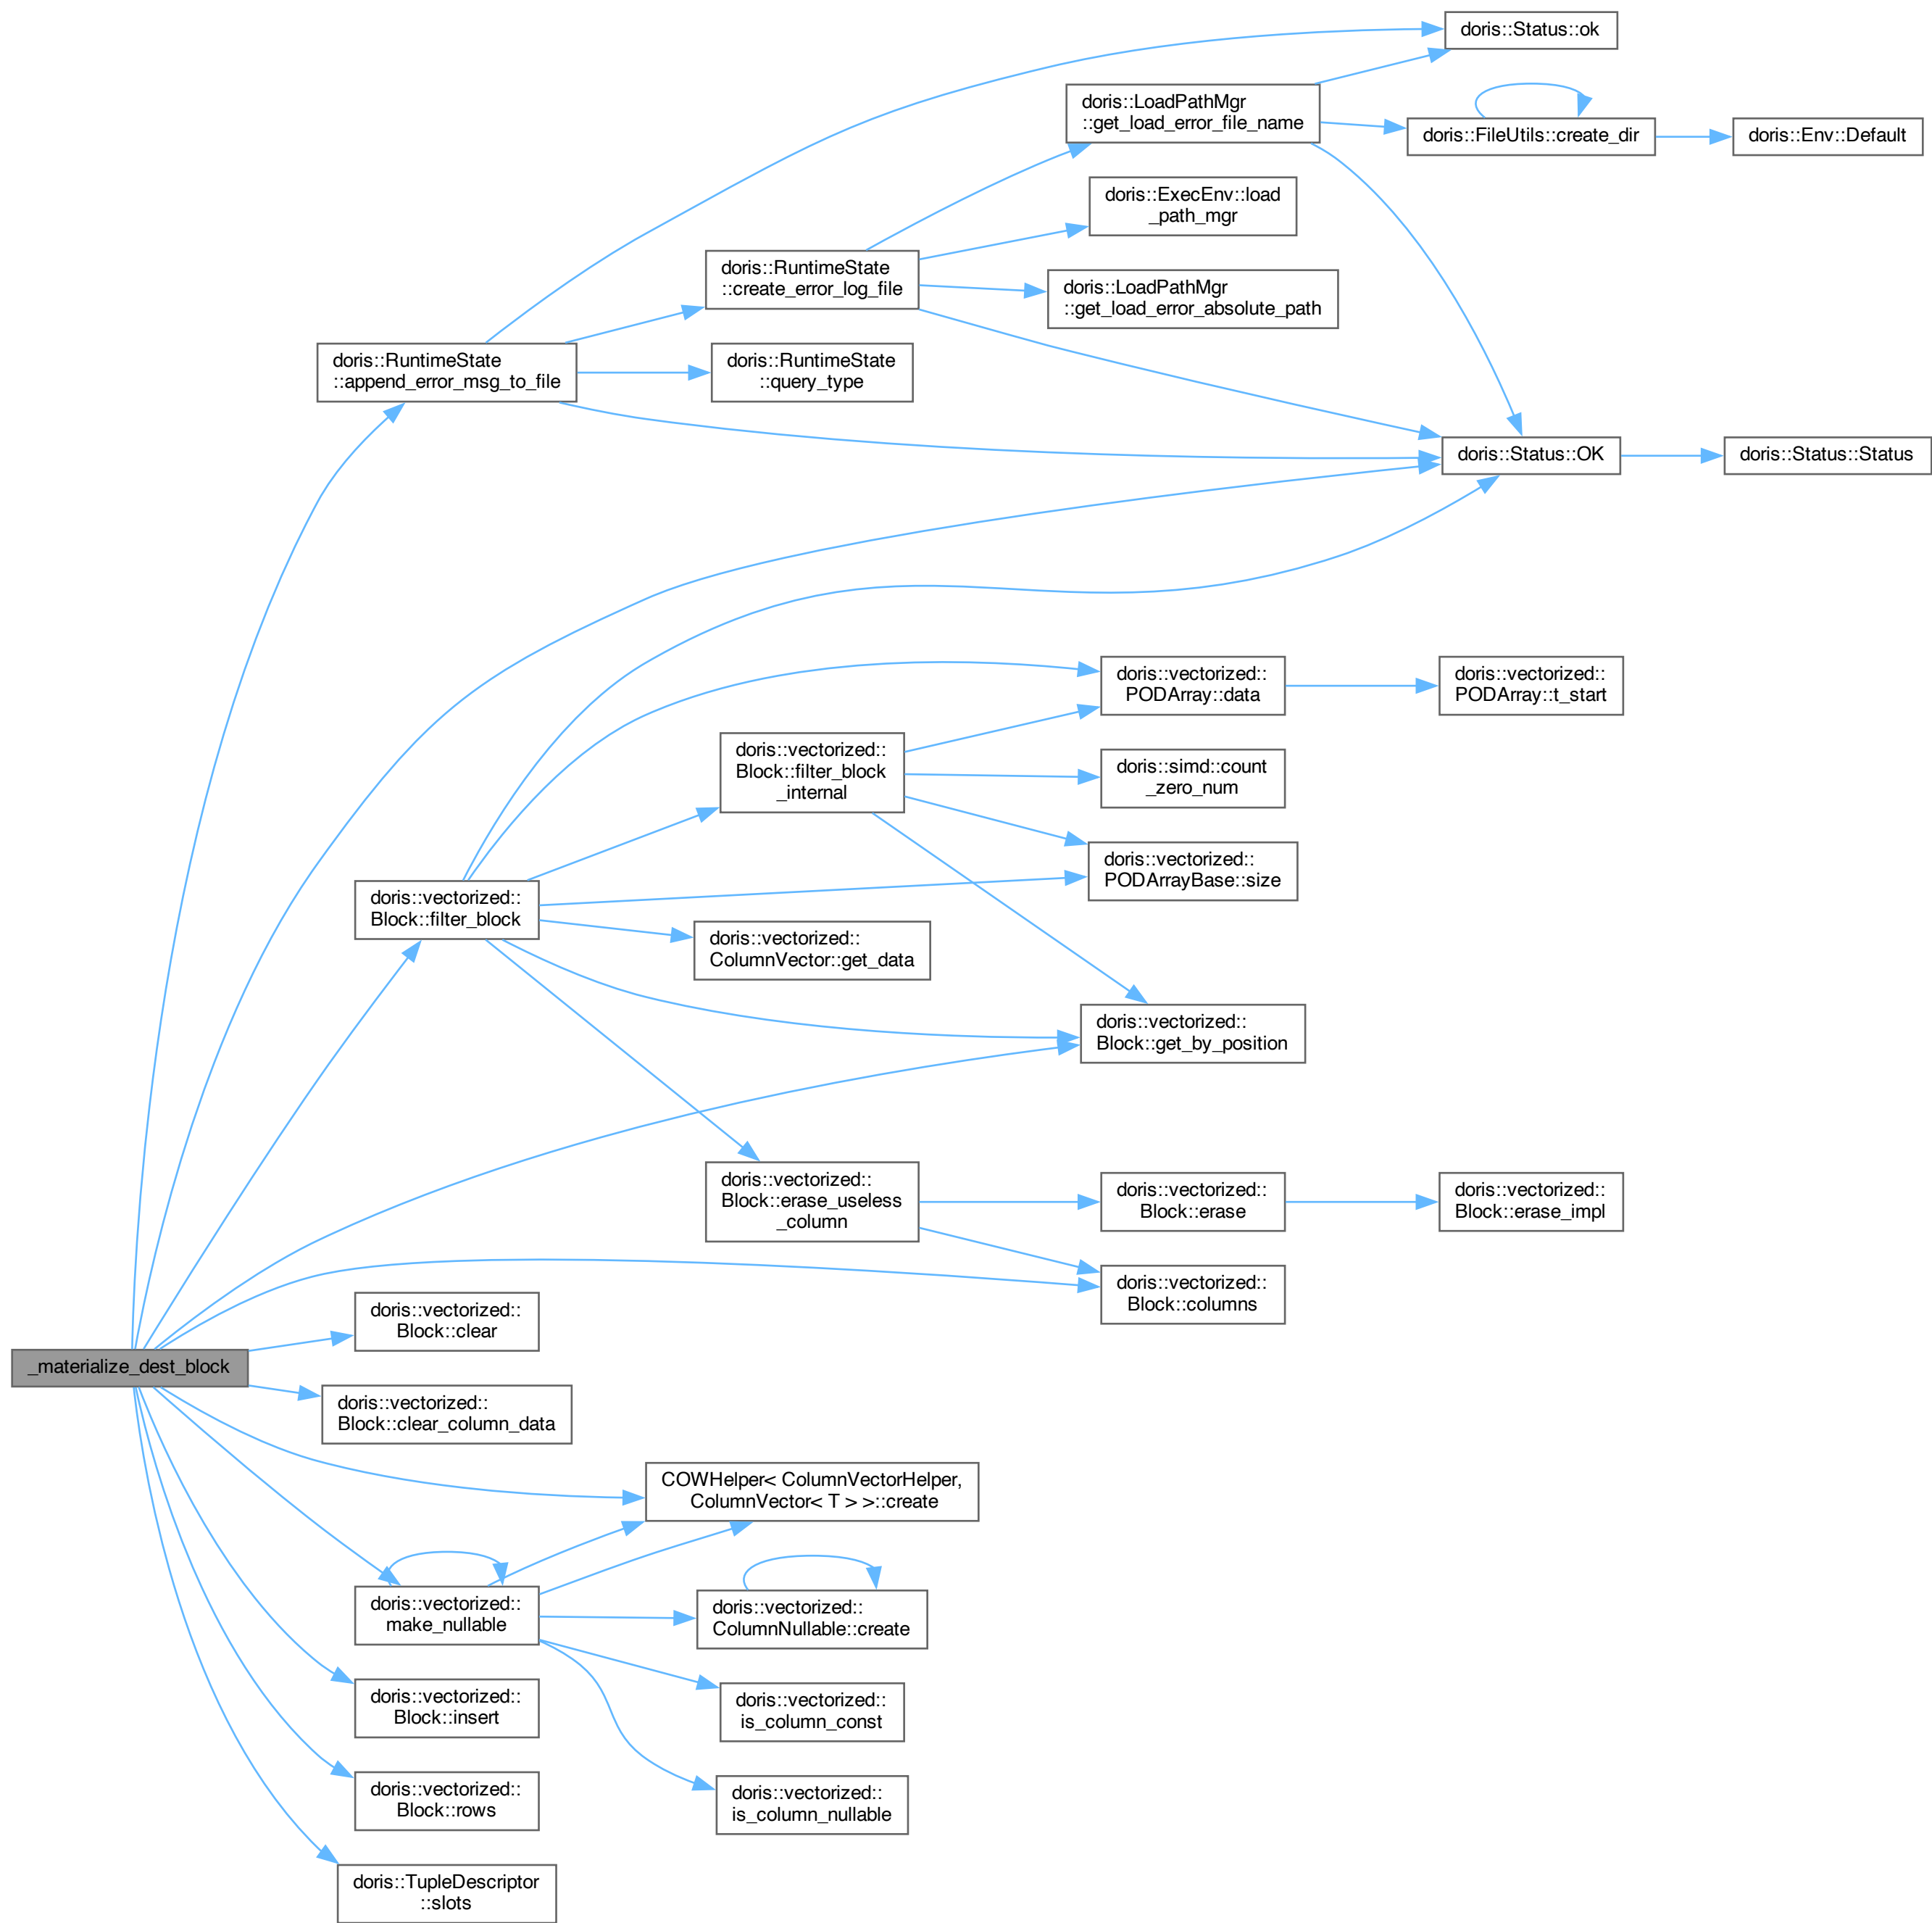 doris::Status::ok
doris::LoadPathMgr
::get_load_error_file_name
doris::FileUtils::create_dir
doris::Env::Default
doris::ExecEnv::load
_path_mgr
doris::RuntimeState
::create_error_log_file
doris::LoadPathMgr
::get_load_error_absolute_path
doris::RuntimeState
::append_error_msg_to_file
doris::RuntimeState
::query_type
doris::Status::OK
doris::Status::Status
doris::vectorized::
PODArray::data
doris::vectorized::
PODArray::t_start
doris::vectorized::
Block::filter_block
_internal
doris::simd::count
_zero_num
doris::vectorized::
PODArrayBase::size
doris::vectorized::
Block::filter_block
doris::vectorized::
ColumnVector::get_data
doris::vectorized::
Block::get_by_position
doris::vectorized::
Block::erase_useless
_column
doris::vectorized::
Block::erase
doris::vectorized::
Block::erase_impl
doris::vectorized::
Block::columns
doris::vectorized::
Block::clear
_materialize_dest_block
doris::vectorized::
Block::clear_column_data
COWHelper< ColumnVectorHelper,
ColumnVector< T > >::create
doris::vectorized::
make_nullable
doris::vectorized::
ColumnNullable::create
doris::vectorized::
Block::insert
doris::vectorized::
is_column_const
doris::vectorized::
Block::rows
doris::vectorized::
is_column_nullable
doris::TupleDescriptor
::slots